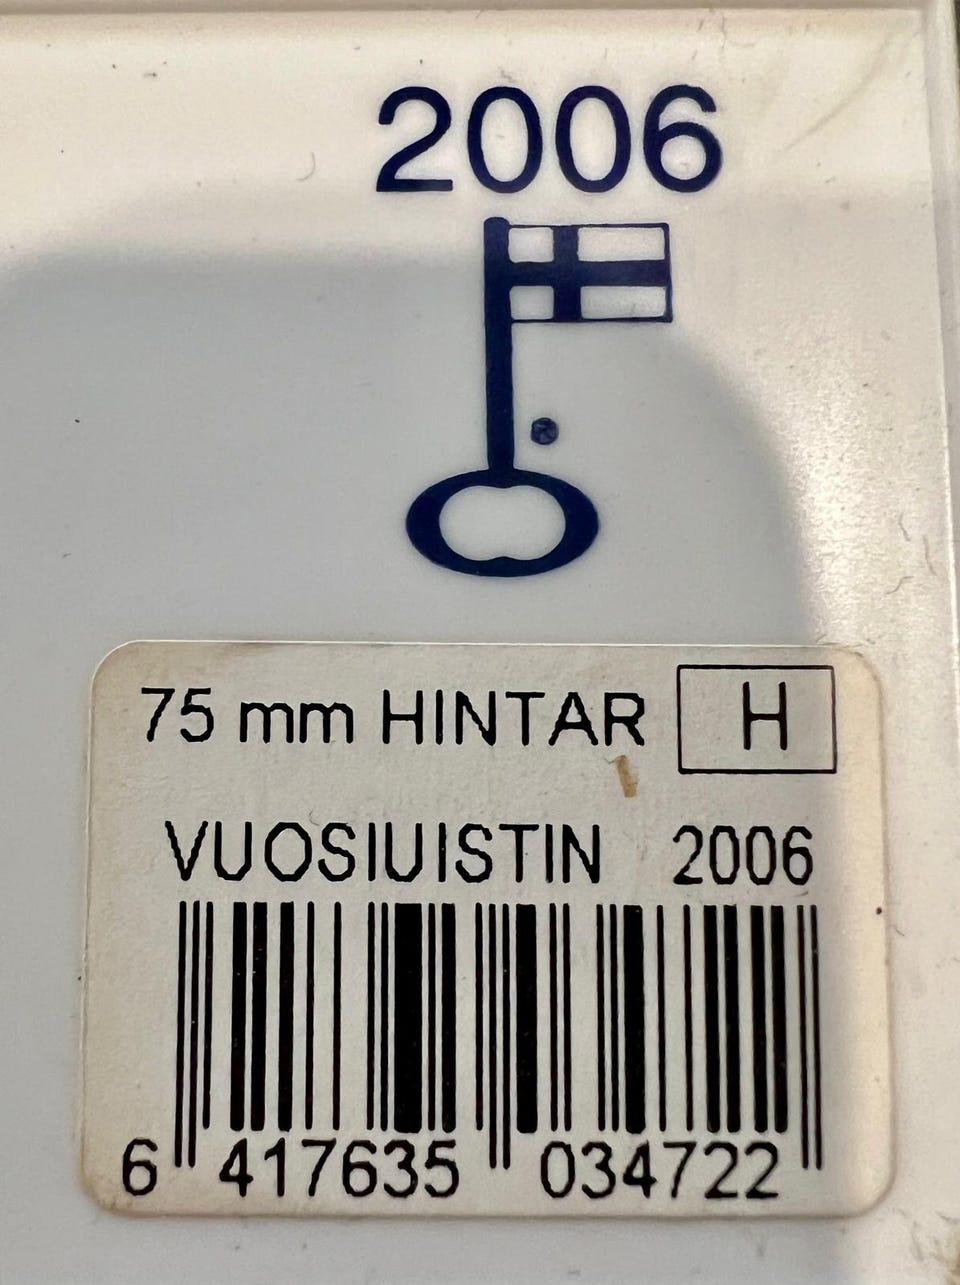 2006
®
75 mm HINTAR H
VUOSIUISTIN 2006
6 417635 034722